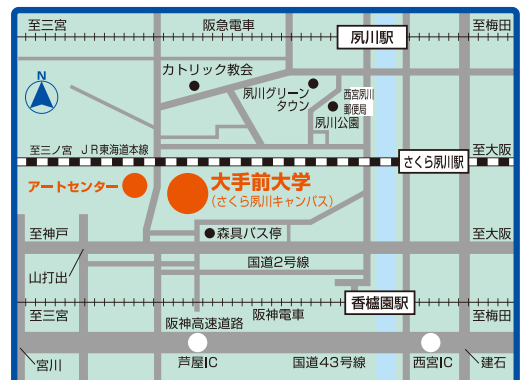 至三宮
阪急電車
至梅田
夙川駅
N
カトリック教会
夙川グリーン
タウン
西宮夙川
郵便局
夙川公園
至三ノ宮
JR東海道本線
至大阪
さくら夙川駅
アートセンター
大手前大学
(さくら夙川キャンパス)
至神戸
森具バス停
至大阪
山打出
国道2号線
香櫨園駅
至三宮
阪神高速道路
阪神電車
至梅田
宮川
芦屋IC
国道43号線
西宮IC
建石